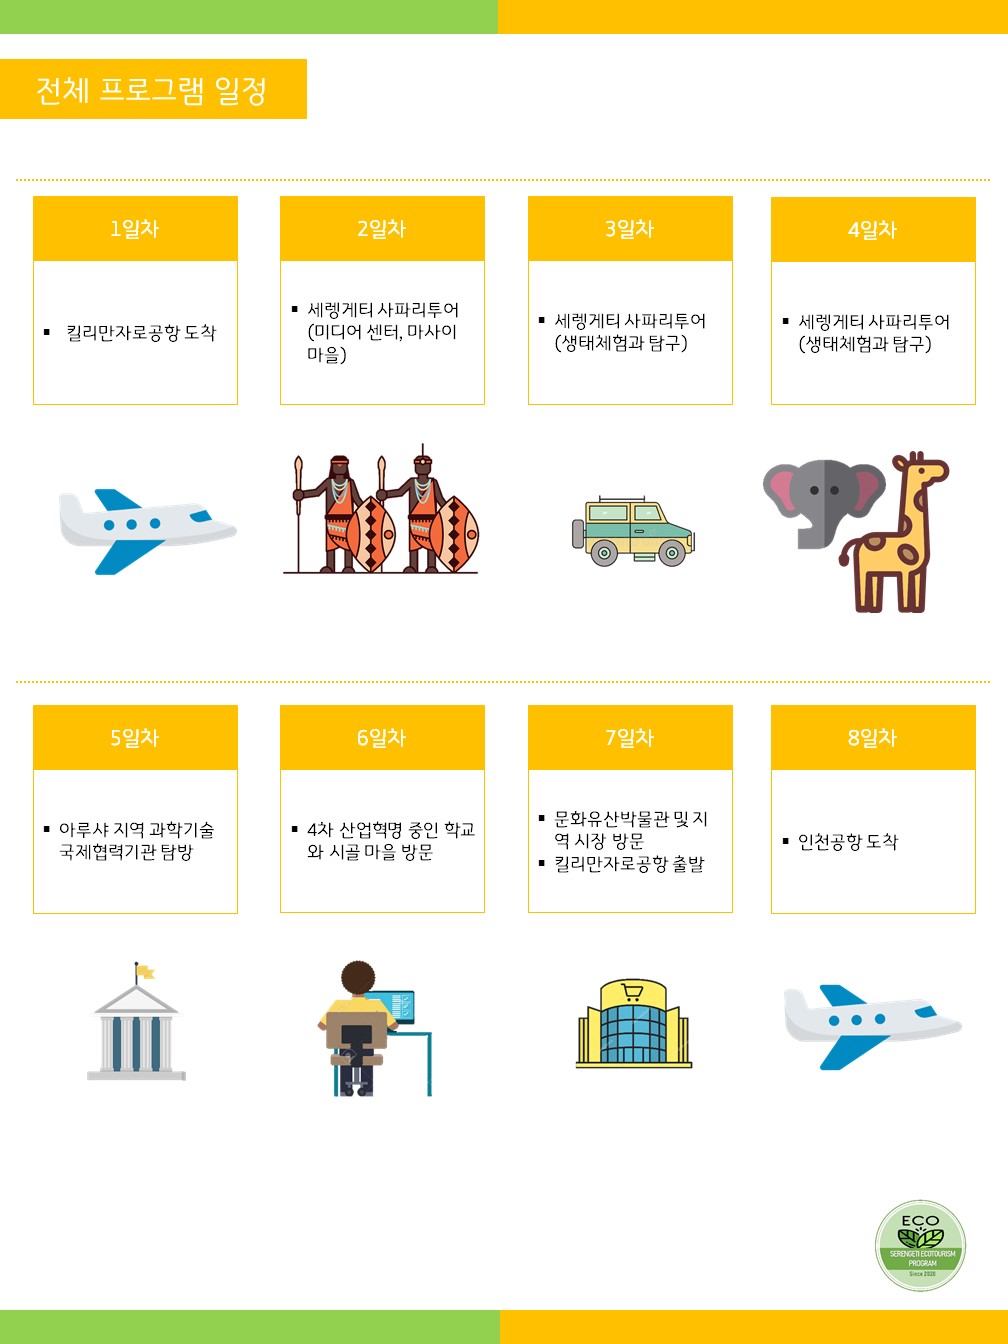 전체 프로그램 일정
1일차
▪ 킬리만자로공항 도착
2일차
▪ 세렝게티 사파리투어
(미디어 센터, 마사이
마을)
3일차
▪ 세렝게티 사파리투어
(생태체험과 탐구)
4일차
▪ 세렝게티 사파리투어
(생태체험과 탐구)
5일차
▪ 아루샤 지역 과학기술
국제협력기관 탐방
6일차
▪ 4차 산업혁명 중인 학교
와 시골 마을 방문
7일차
▪ 문화유산박물관 및 지
역 시장 방문
▪ 킬리만자로공항 출발
8일차
▪ 인천공항 도착
ECO
SERENGETI ECOTOURISM
PROGRAM
Since 2026